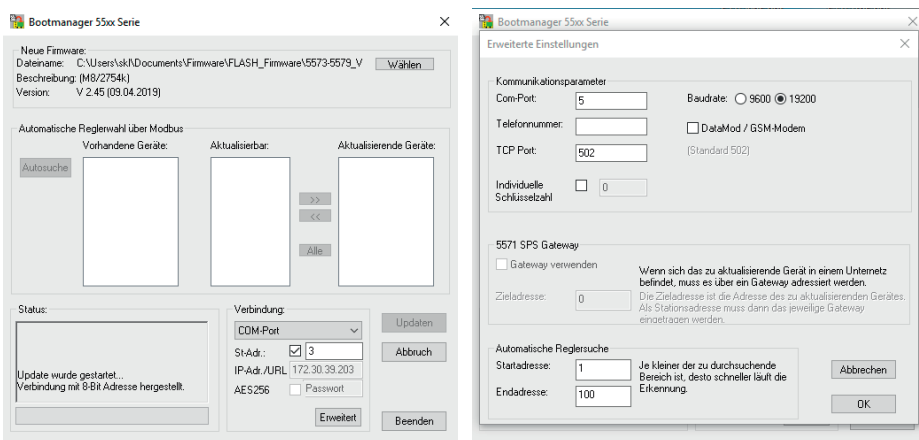 Bootmanager 55xx Serie
Neue Firmware:
Dateiname: C:\Users\skl\Documents\Firmware\FLASH_Firmware\5573-5579_V
Wählen
Beschreibung: (M8/2754k)
Version: V 2.45 (09.04.2019)
Automatische Reglerwahl über Modbus
Vorhandene Geräte: Aktualisierbar: Aktualisierende Geräte:
Autosuche
>>
<<
Alle
Status:
Update wurde gestartet...
Verbindung mit 8-Bit Adresse hergestellt.
Verbindung:
COM-Port
St-Adr.: 3
IP-Adr./URL 172.30.39.203
AES256 Passwort
Erweitert
Updaten
Abbruch
Beenden
Bootmanager 55xx Serie
Erweiterte Einstellungen
Kommunikationsparameter
Com-Port: 5 Baudrate: 9600 19200
Telefonnummer: DataMod / GSM-Modem
TCP Port: 502 (Standard 502)
Individuelle
Schlüsselzahl
0
5571 SPS Gateway
Gateway verwenden
Zieladresse: 0
Wenn sich das zu aktualisierende Gerät in einem Unternetz
befindet, muss es über ein Gateway adressiert werden.
Die Zieladresse ist die Adresse des zu aktualisierenden Gerätes.
Als Stationsadresse muss dann das jeweilige Gateway
eingetragen werden.
Automatische Reglersuche
Startadresse: 1
Endadresse: 100
Je kleiner der zu durchsuchende
Bereich ist, desto schneller läuft die
Erkennung.
Abbrechen
OK